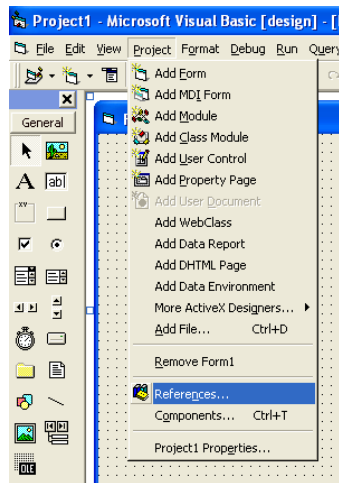 Project1 - Microsoft Visual Basic [design] - [
File Edit View Project Format Debug Run Query
Add Form
Add MDI Form
Add Module
General
Add Class Module
Add User Control
Add Property Page
Add User Document
Add WebClass
Add Data Report
Add DHTML Page
Add Data Environment
More ActiveX Designers...
Add File... Ctrl+D
Remove Form1
References...
Components... Ctrl+T
Project1 Properties...
A ab
XV
OLE